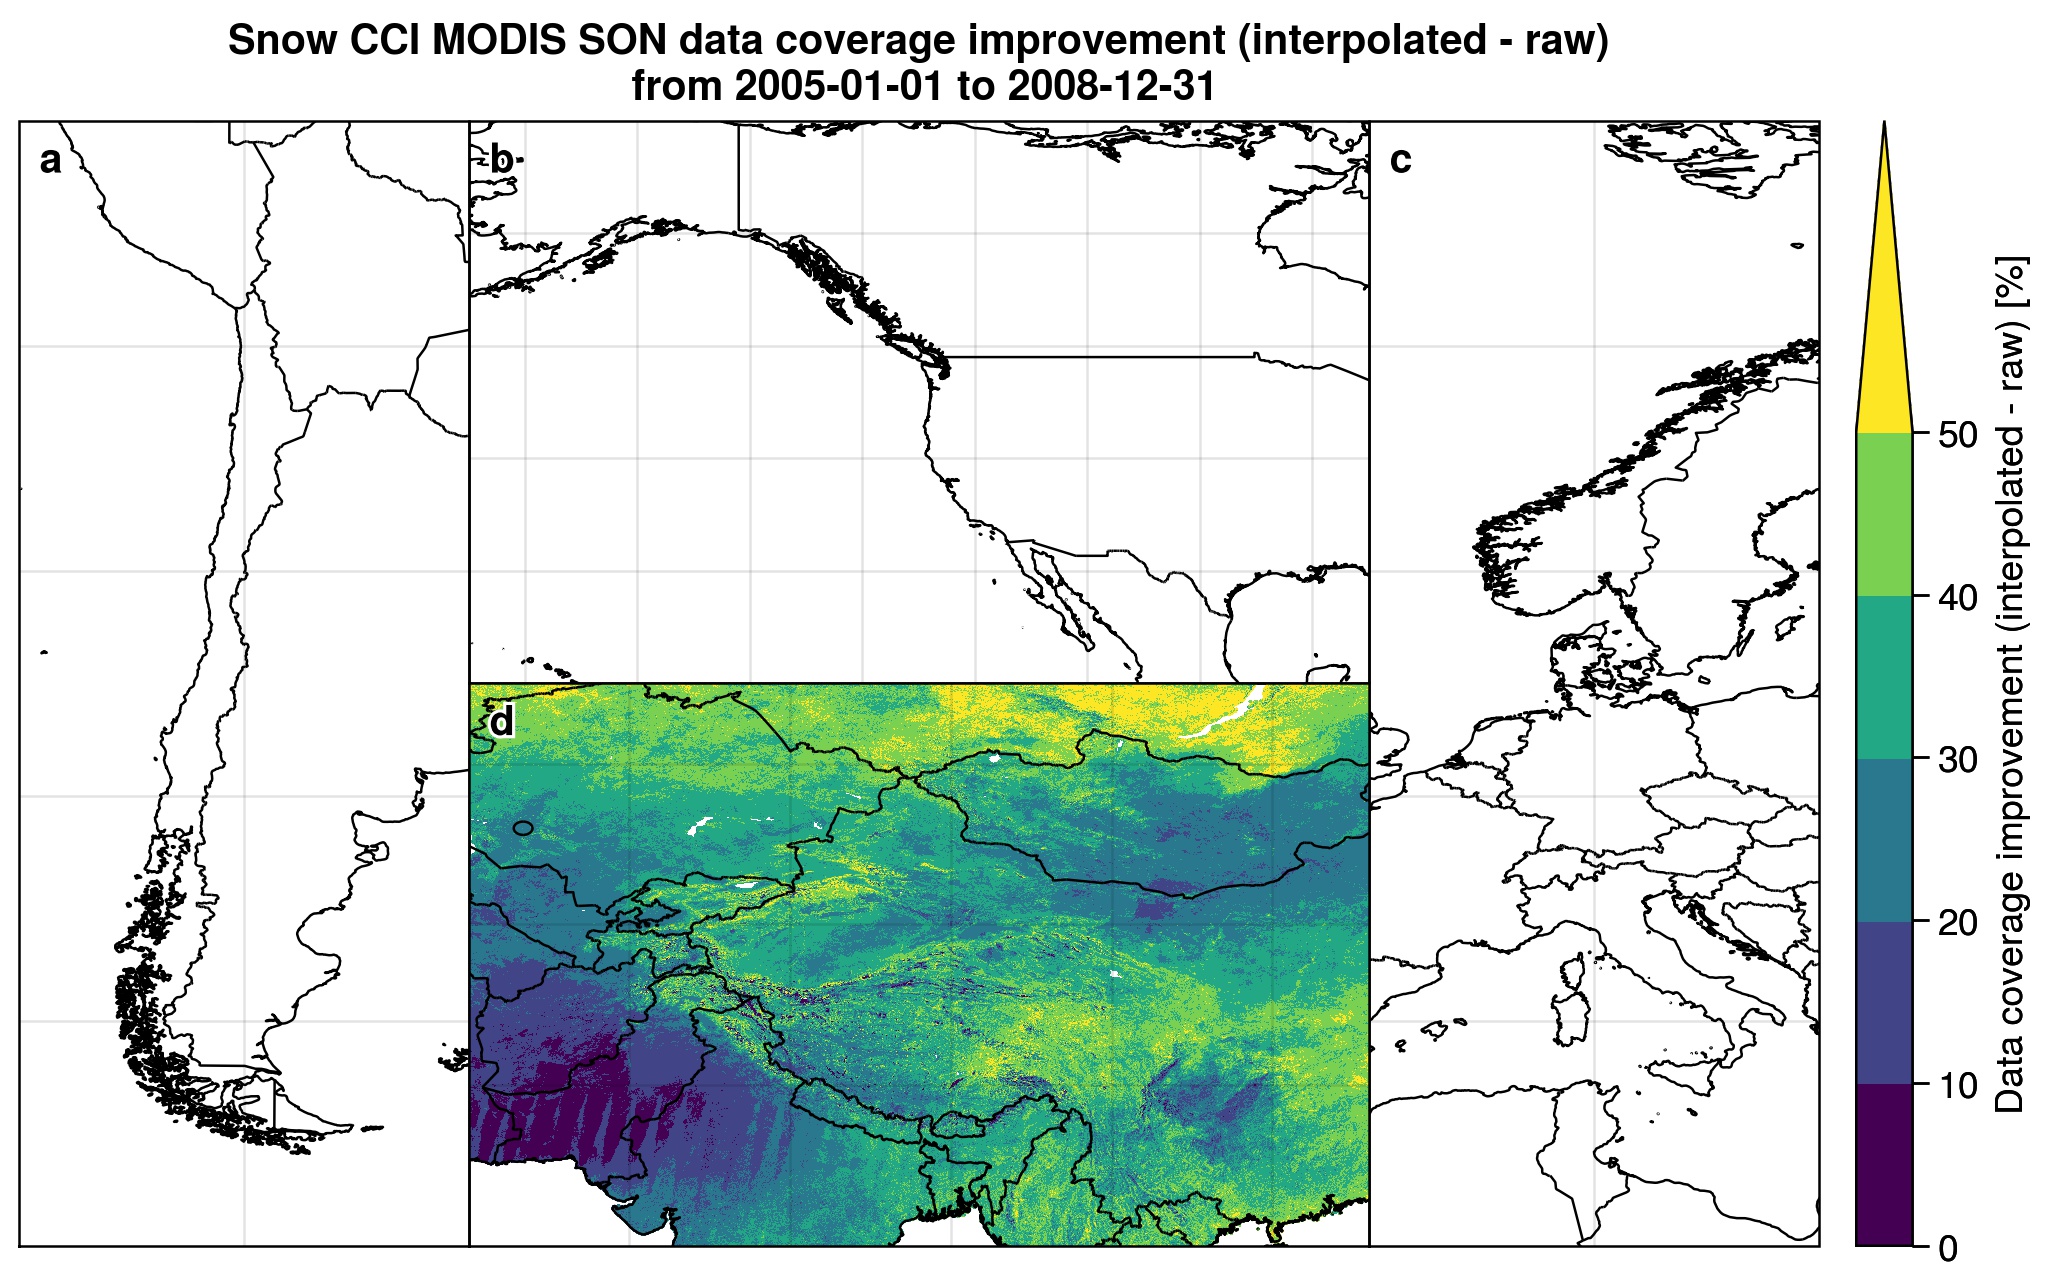 Snow CCI MODIS SON data coverage improvement (interpolated - raw)
from 2005-01-01 to 2008-12-31
a
b
c
d
50
40
30
20
10
0
Data coverage improvement (interpolated - raw) [%]